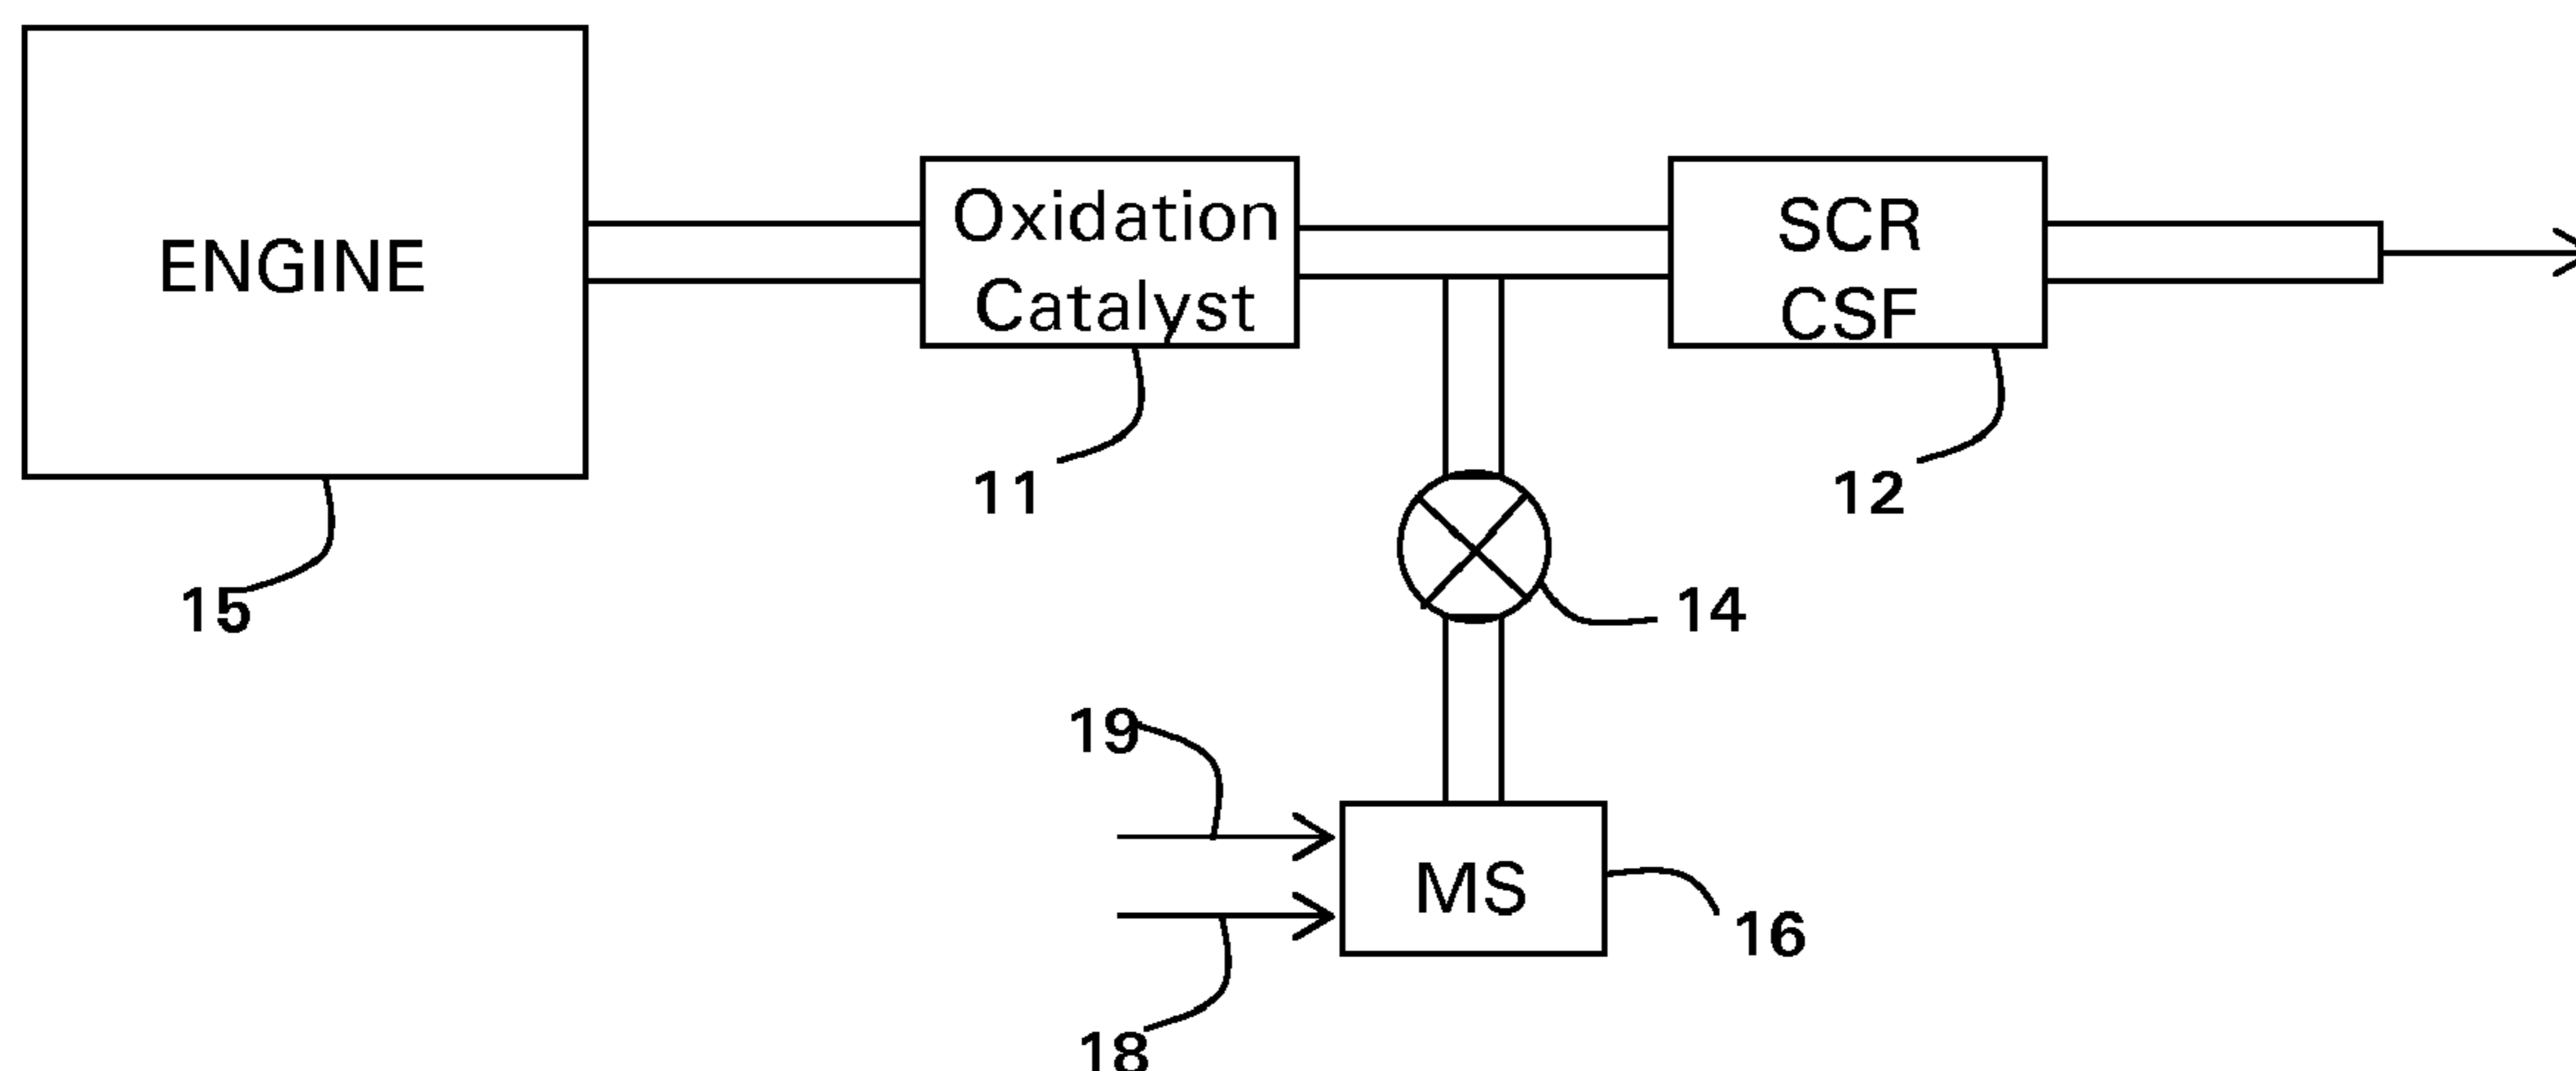 ENGINE
Oxidation
Catalyst
SCR
CSF
11
12
15
14
19
MS
16
18